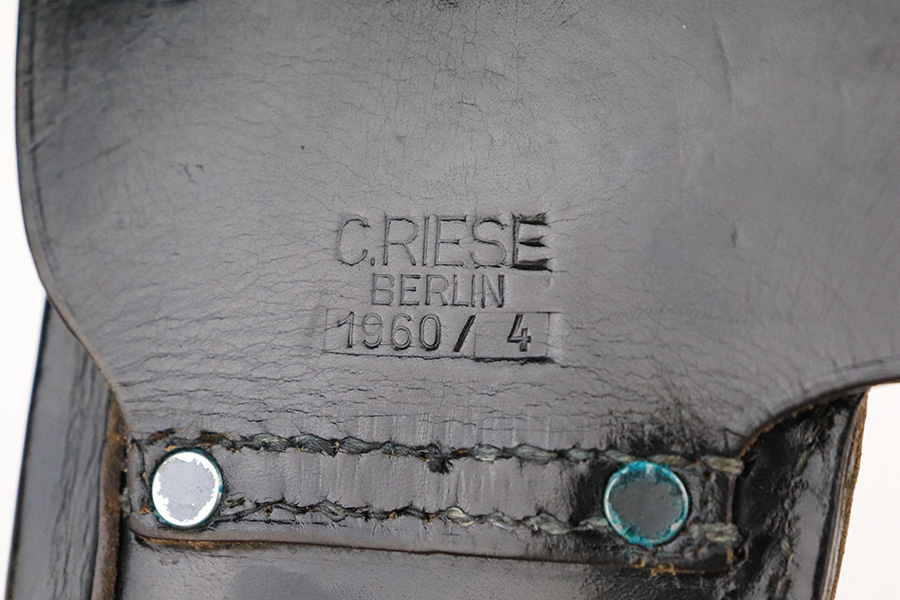 C.RIESE
BERLIN
1960/ 4